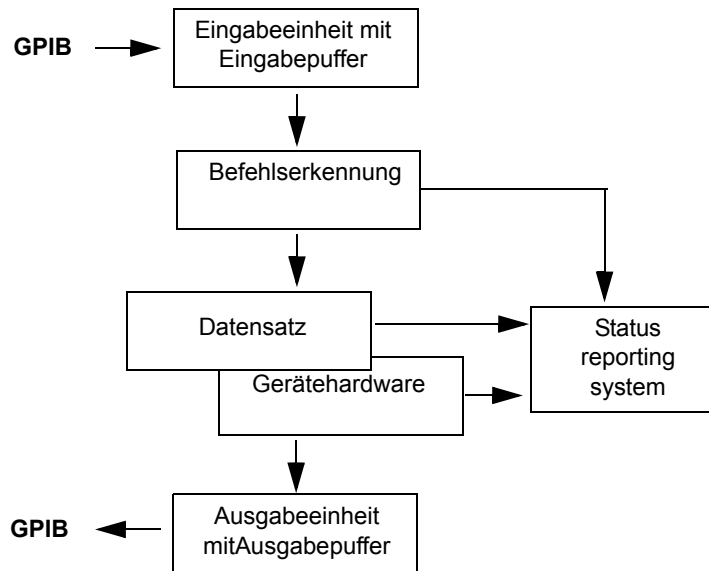 GPIB
Eingabeeinheit mit
Eingabepuffer
Befehlserkennung
Datensatz
Gerätehardware
Status
reporting
system
GPIB
Ausgabeeinheit
mitAusgabepuffer